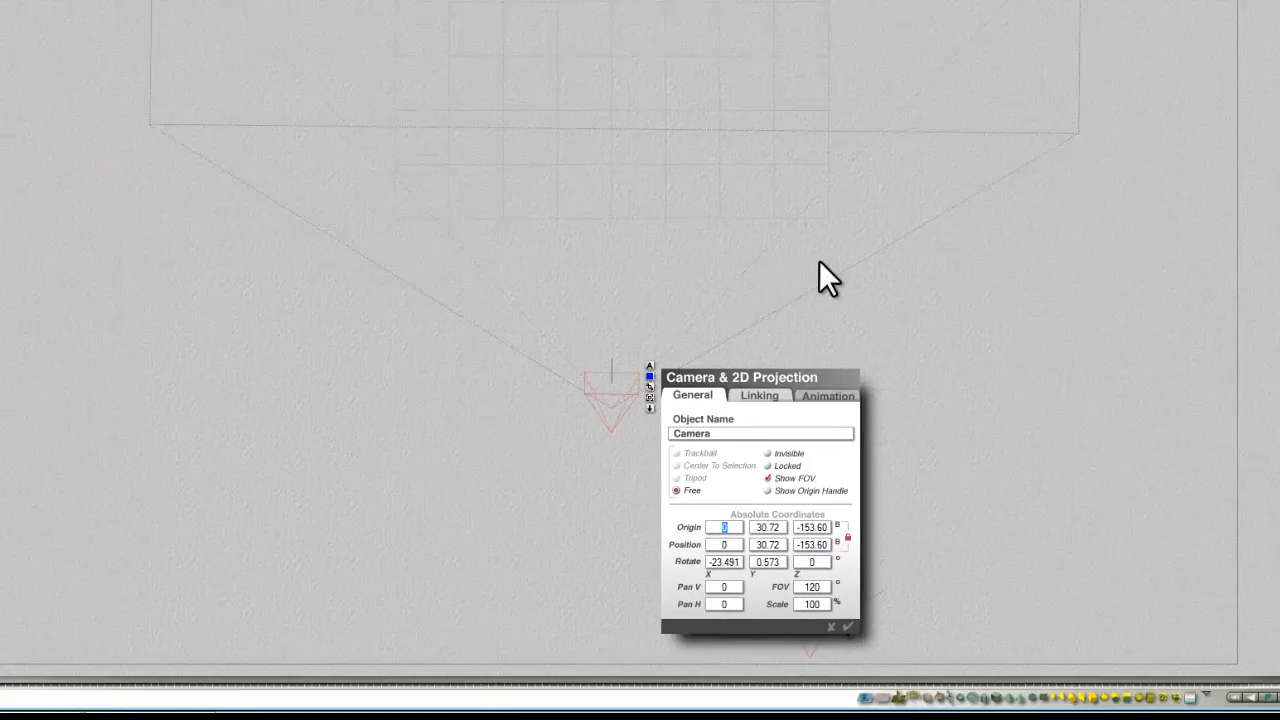 A
Camera & 2D Projection
General Linking Animation
Object Name
Camera
Trackball Invisible
Center To Selection Locked
Tripod Show FOV
Free Show Origin Handle
Absolute Coordinates
Origin 0 30.72 -153.60 B
Position 0 30.72 -153.60 B
Rotate -23.491 0.573 0 °
X Y Z
Pan V 0 FOV 120 °
Pan H 0 Scale 100 %